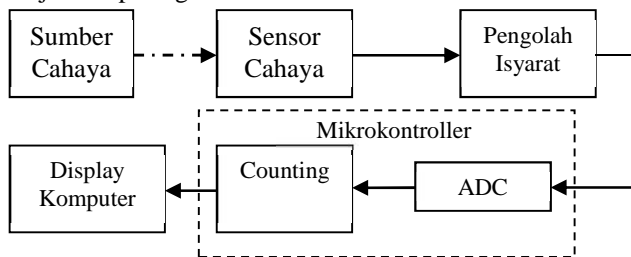 Sumber
Cahaya
Sensor
Cahaya
Pengolah
Isyarat
Mikrokontroller
Display
Komputer
Counting
ADC